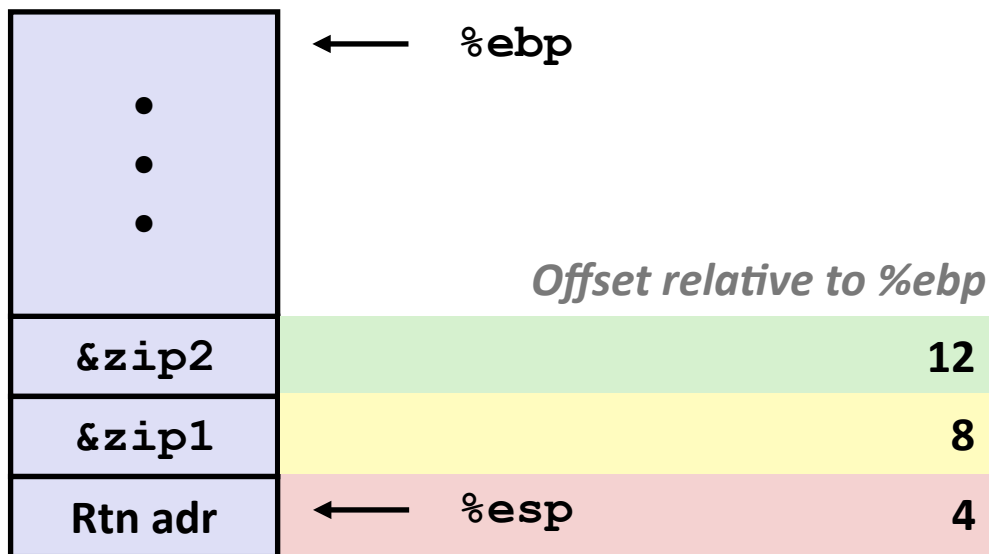 %ebp
Offset relative to %ebp
&zip2 12
&zip1 8
Rtn adr %esp 4